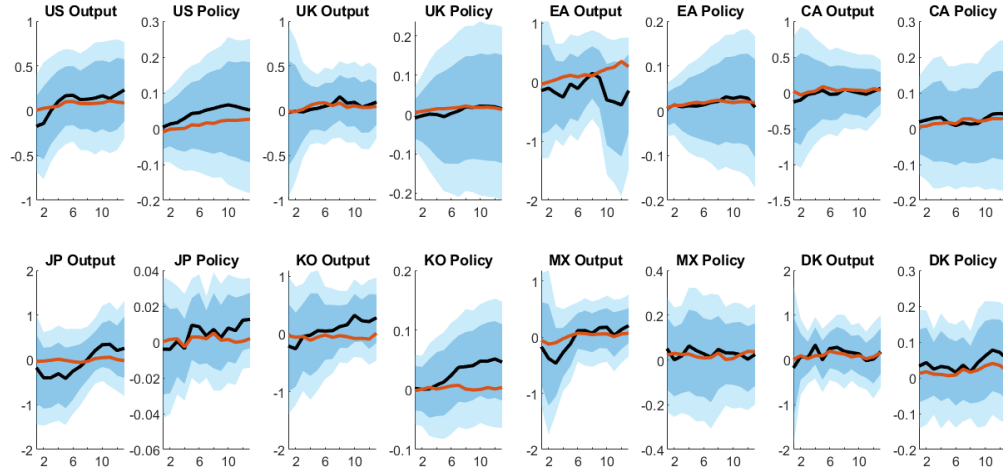 US Output US Policy UK Output UK Policy EA Output EA Policy CA Output CA Policy
1 0.3 1 0.2 1 0.2 1 0.2
0.5 0.2 0.5 0.1 0 0.1 0.5 0.1
0 0.1 0 0 -1 0 0 0
-0.5 0 -0.5 -0.1 -2 -0.1 -0.5 -0.1
-1 -0.1 -1 -0.2 -0.2 -1 -0.2
-0.2 -1.5
2 6 10 2 6 10 2 6 10 2 6 10 2 6 10 2 6 10 2 6 10 2 6 10
JP Output JP Policy KO Output KO Policy MX Output MX Policy DK Output DK Policy
2 0.04 1 0.2 1 0.4 2 0.3
1 0.02 0 0.1 0 0.2 1 0.2
0 0 -1 0 -1 0 0 0.1
-1 -0.02 -2 -0.1 -2 -0.2 -1 0
-2 -0.04 -0.4 -2 -0.1
-0.06 -0.2
2 6 10 2 6 10 2 6 10 2 6 10 2 6 10 2 6 10 2 6 10 2 6 10